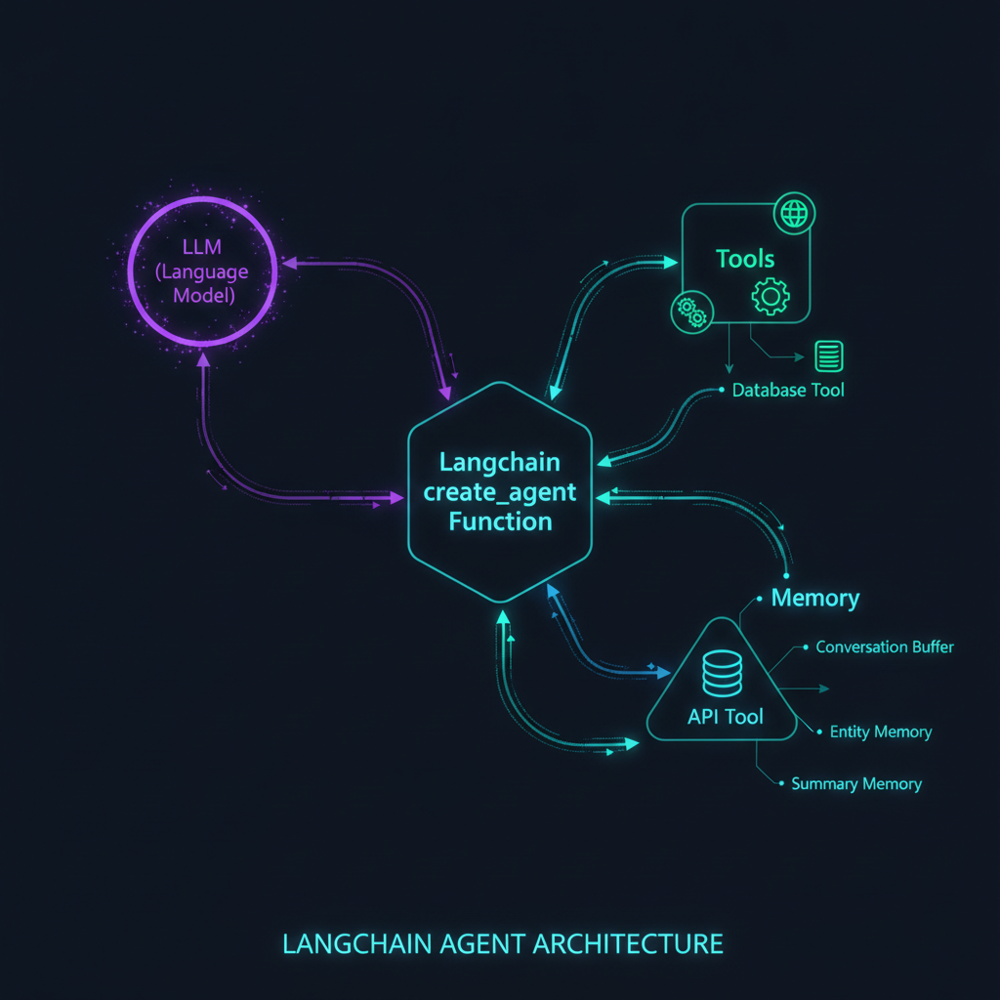 LLM
(Language
Model)
Tools
Database Tool
Langchain
create_agent
Function
Memory
Conversation Buffer
API Tool
Entity Memory
Summary Memory
LANGCHAIN AGENT ARCHITECTURE